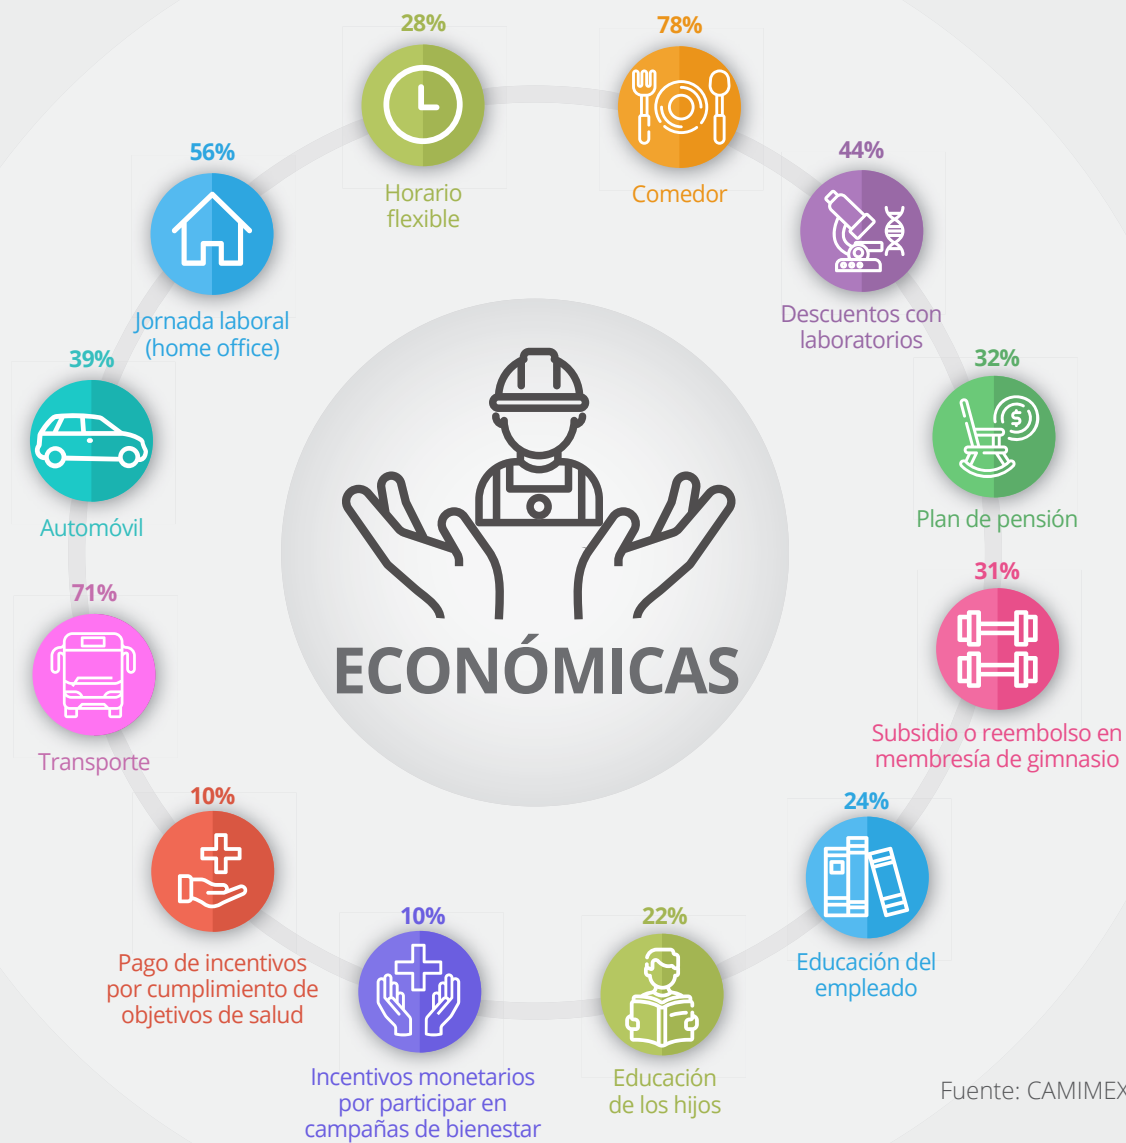 28%
Horario
flexible
78%
Comedor
44%
Descuentos con
laboratorios
32%
Plan de pensión
31%
Subsidio o reembolso en
membresía de gimnasio
24%
Educación del
empleado
22%
Educación
de los hijos
10%
Incentivos monetarios
por participar en
campañas de bienestar
10%
Pago de incentivos
por cumplimiento de
objetivos de salud
71%
Transporte
39%
Automóvil
56%
Jornada laboral
(home office)
$
ECONÓMICAS
Fuente: CAMIMEX